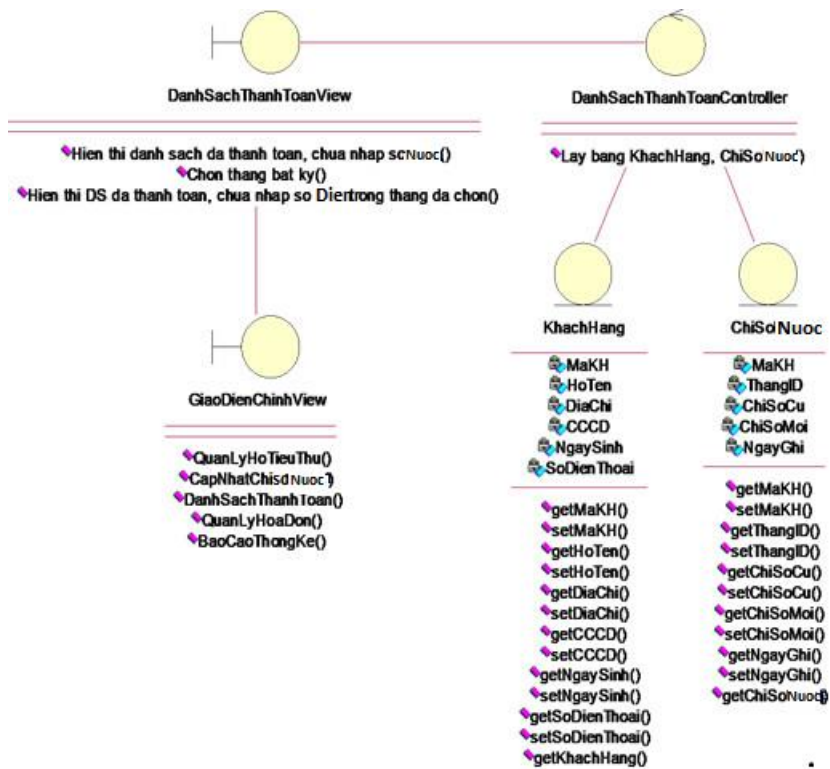 DanhSachThanhToanView
Hien thi danh sach da thanh toan, chua nhap scNuoc()
Chon thang bat ky()
Hien thi DS da thanh toan, chua nhap so Dientrong thang da chon()
DanhSachThanhToanController
Lay bang KhachHang, ChiSoNuoc)
GiaoDienChinhView
QuanLyHoTieuThu()
CapNhatChisoNuoc)
DanhSachThanhToan()
QuanLyHoaDon()
BaoCaoThongKe()
KhachHang
MaKH
HoTen
DiaChi
CCCD
NgaySinh
SoDienThoai
getMaKH()
setMaKH()
getHoTen()
setHoTen()
getDiaChi()
setDiaChi()
getCCCD()
setCCCD()
getNgaySinh()
setNgaySinh()
getSoDienThoai()
setSoDienThoai()
getKhachHang()
ChiSoNuoc
MaKH
ThangID
ChiSoCu
ChiSoMoi
NgayGhi
getMaKH()
setMaKH()
getThangID()
setThangID()
getChiSoCu()
setChiSoCu()
getChiSoMoi()
setChiSoMoi()
getNgayGhi()
setNgayGhi()
getChiSoNuoc()